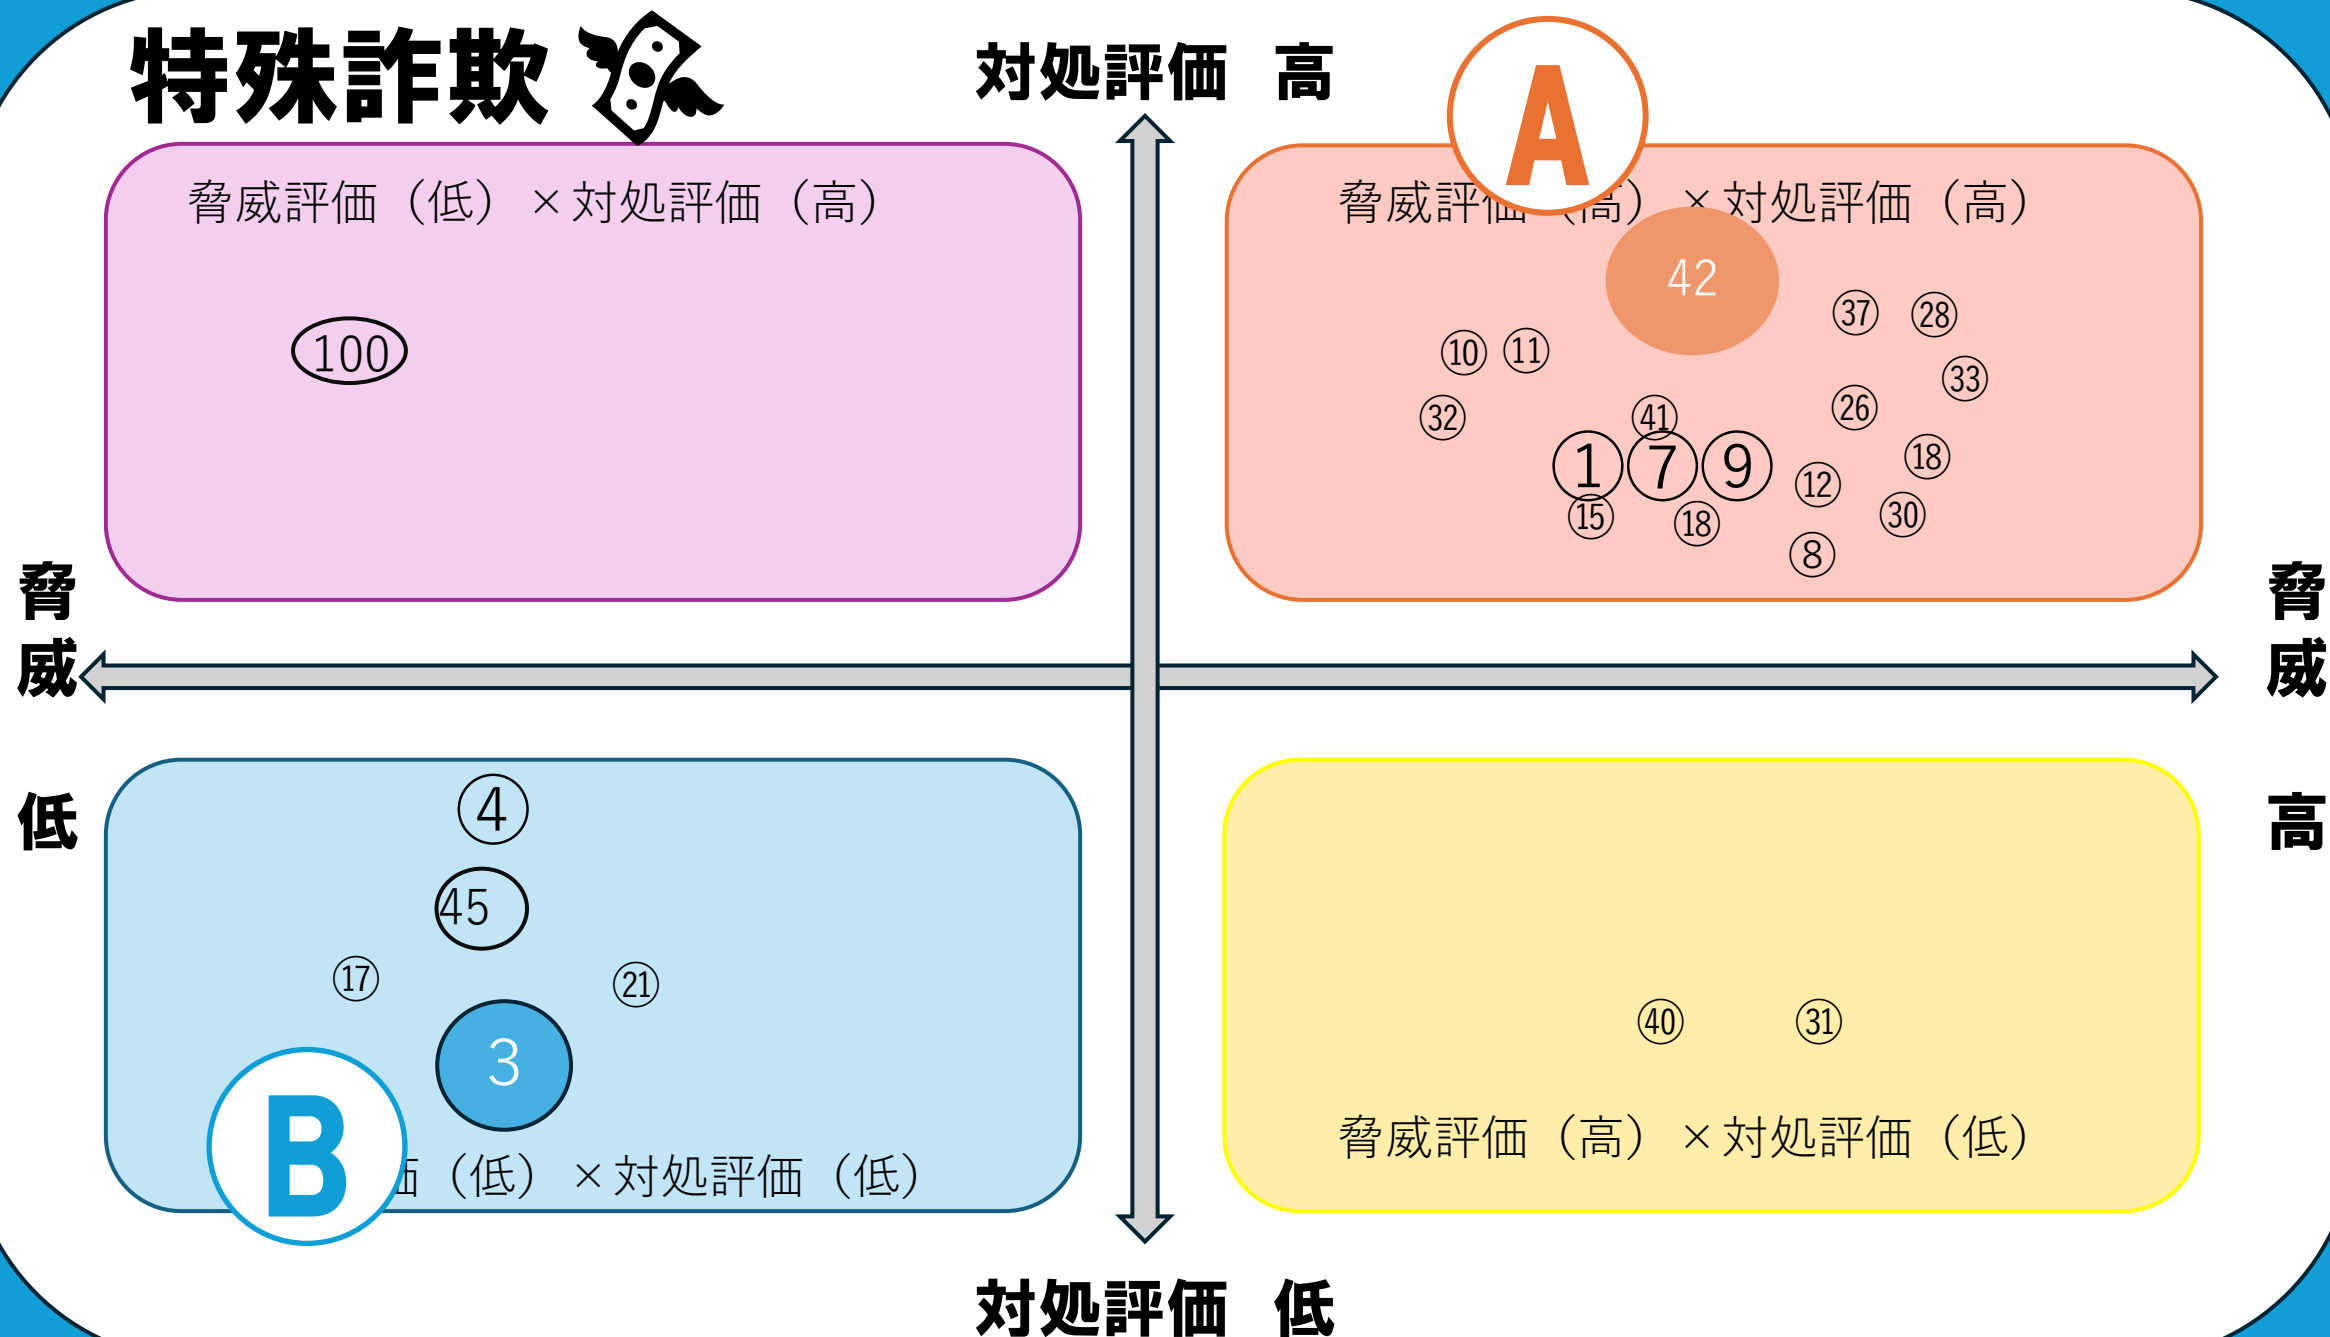 特殊詐欺
対処評価 高
A
脅威評価（低）×対処評価（高）
脅威評価（高）×対処評価（高）
42
100
㊲ ㉘
⑩ ⑪
㉝
㉜ ㊶ ㉖
① ⑦ ⑨
⑱
⑫
⑮ ⑱ ㉚
⑧
脅威 低
脅威 高
④
45
⑰ ㉑
3
B
価（低）×対処評価（低）
㊵ ㉛
脅威評価（高）×対処評価（低）
対処評価 低